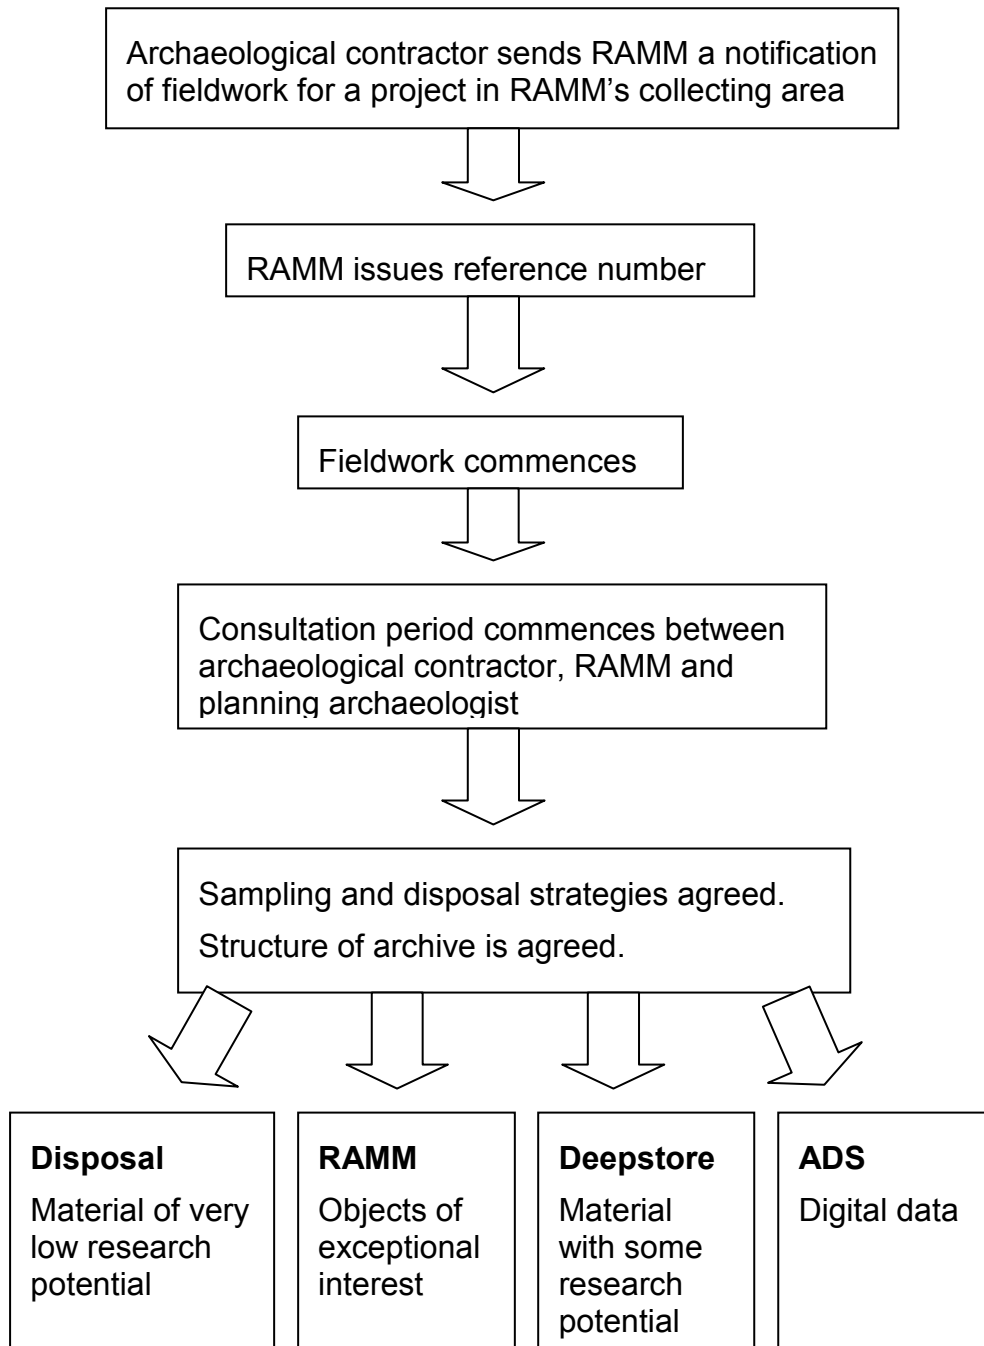 Archaeological contractor sends RAMM a notification
of fieldwork for a project in RAMM's collecting area
RAMM issues reference number
Fieldwork commences
Consultation period commences between
archaeological contractor, RAMM and
planning archaeologist
Sampling and disposal strategies agreed.
Structure of archive is agreed.
Disposal
Material of very
low research
potential
RAMM
Objects of
exceptional
interest
Deepstore
Material
with some
research
potential
ADS
Digital data